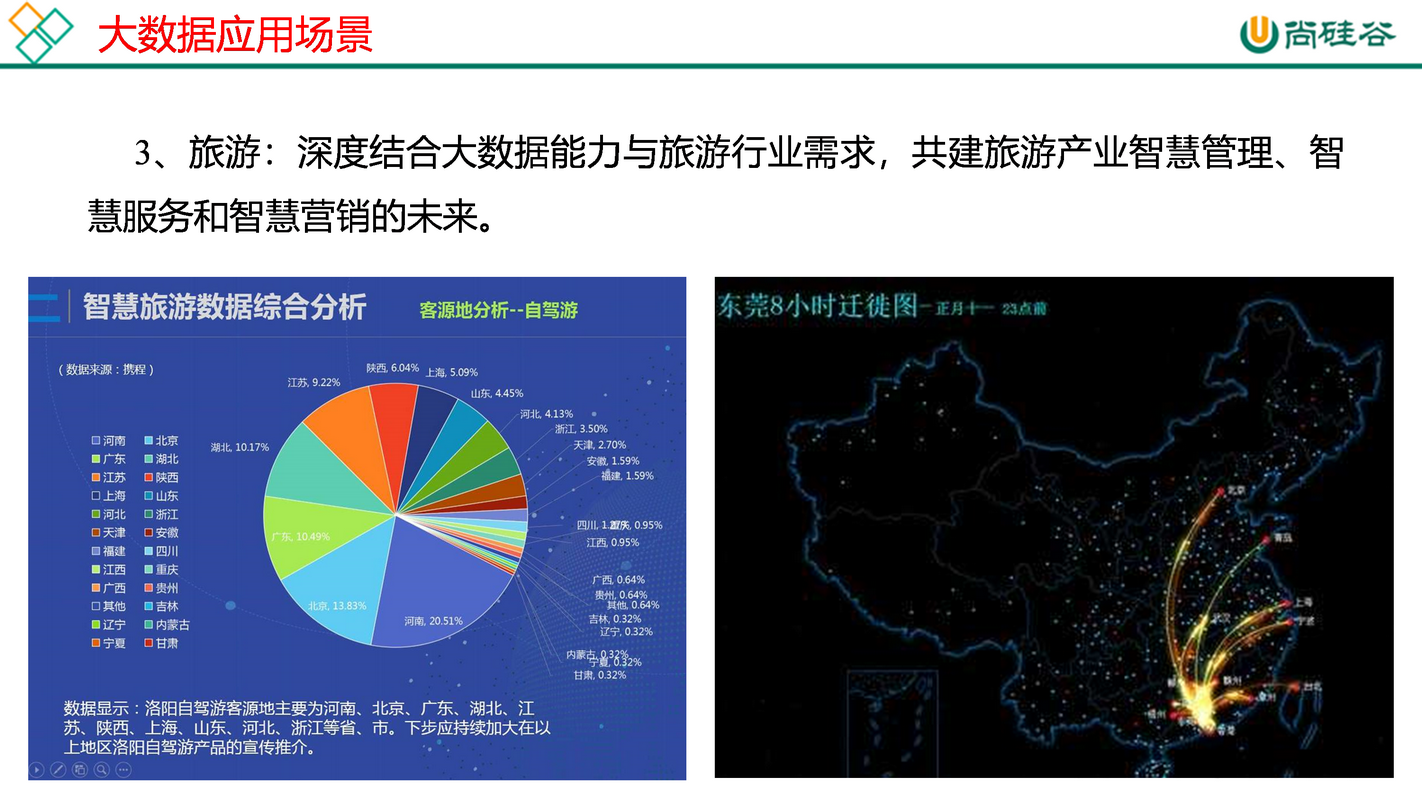 大数据应用场景
尚硅谷
3、旅游：深度结合大数据能力与旅游行业需求，共建旅游产业智慧管理、智
慧服务和智慧营销的未来。
智慧旅游数据综合分析
客源地分析--自驾游
（数据来源：携程）
河南 北京
广东 湖北
江苏 陕西
上海 山东
河北 浙江
天津 安徽
福建 四川
江西 重庆
广西 贵州
其他 吉林
辽宁 内蒙古
宁夏 甘肃
陕西, 6.04%
上海, 5.09%
江苏, 9.22%
山东, 4.45%
河北, 4.13%
浙江, 3.50%
湖北, 10.17%
天津, 2.70%
安徽, 1.59%
福建, 1.59%
四川, 1.27%
重庆, 0.95%
广东, 10.49%
江西, 0.95%
广西, 0.64%
贵州, 0.64%
北京, 13.83%
其他, 0.64%
河南, 20.51%
吉林, 0.32%
辽宁, 0.32%
内蒙古, 0.32%
宁夏, 0.32%
甘肃, 0.32%
数据显示：洛阳自驾游客源地主要为河南、北京、广东、湖北、江
苏、陕西、上海、山东、河北、浙江等省、市。下步应持续加大在以
上地区洛阳自驾游产品的宣传推介。
东莞8小时迁徙图-正月十一 23点前
北京
青岛
上海
宁波
武汉
赣州
台北
漳州
香港